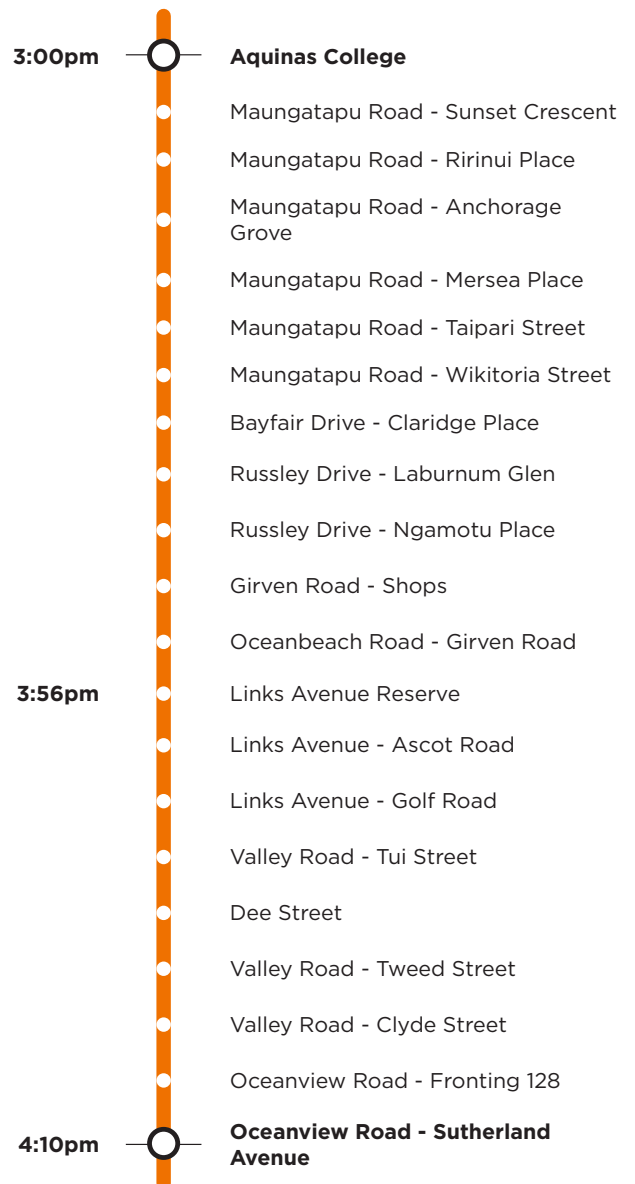 3:00pm Aquinas College
Maungatapu Road - Sunset Crescent
Maungatapu Road - Ririnui Place
Maungatapu Road - Anchorage
Grove
Maungatapu Road - Mersea Place
Maungatapu Road - Taipari Street
Maungatapu Road - Wikitoria Street
Bayfair Drive - Claridge Place
Russley Drive - Laburnum Glen
Russley Drive - Ngamotu Place
Girven Road - Shops
Oceanbeach Road - Girven Road
3:56pm Links Avenue Reserve
Links Avenue - Ascot Road
Links Avenue - Golf Road
Valley Road - Tui Street
Dee Street
Valley Road - Tweed Street
Valley Road - Clyde Street
Oceanview Road - Fronting 128
4:10pm Oceanview Road - Sutherland
Avenue